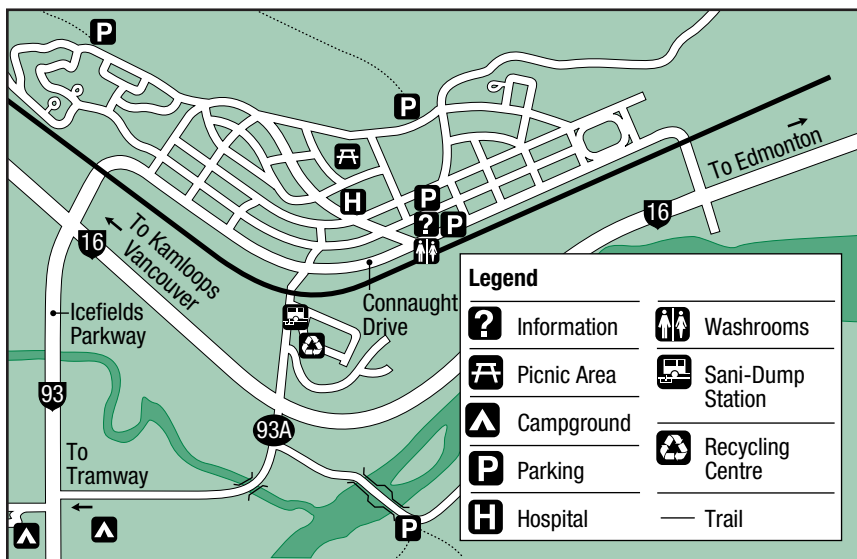 P
P
P
H
P
?
P
To Edmonton
16
16
To Kamloops
Vancouver
Icefields
Parkway
Connaught
Drive
93
93A
To
Tramway
P
Legend
? Information
Picnic Area
Campground
P Parking
H Hospital
Washrooms
Sani-Dump
Station
Recycling
Centre
Trail